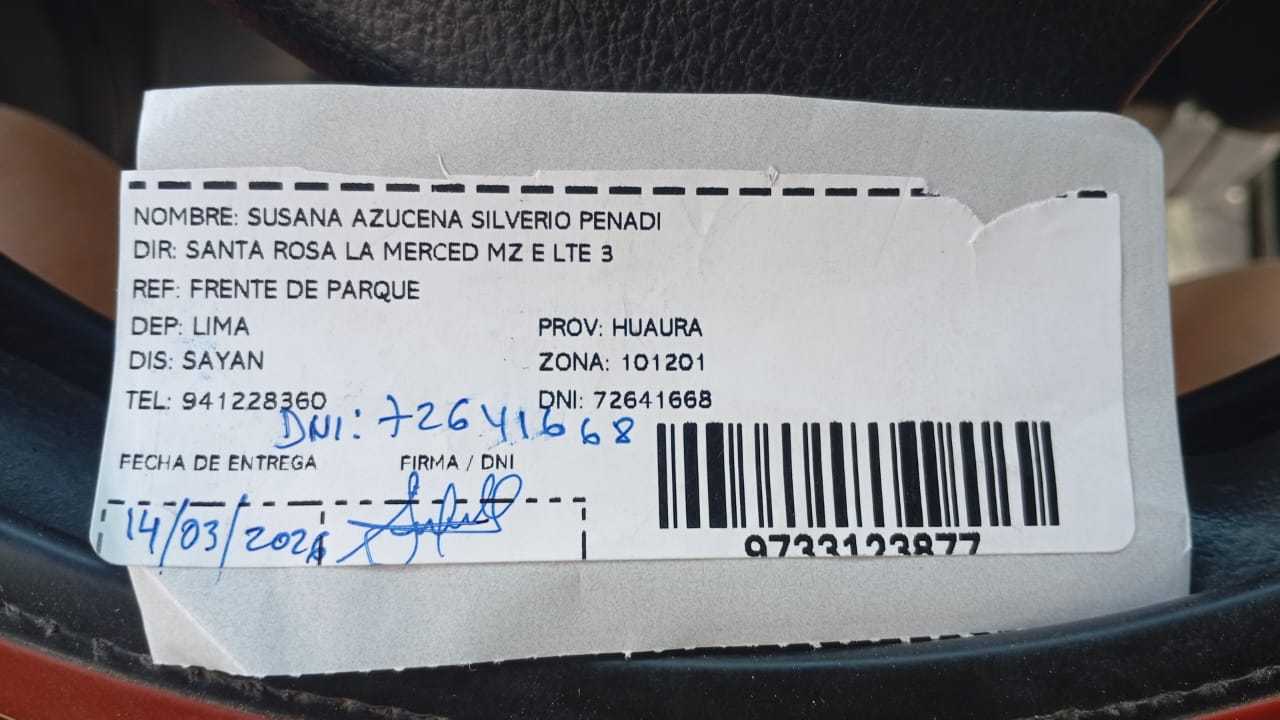 NOMBRE: SUSANA AZUCENA SILVERIO PENADI
DIR: SANTA ROSA LA MERCED MZ E LTE 3
REF: FRENTE DE PARQUE
DEP: LIMA PROV: HUAURA
DIS: SAYAN ZONA: 101201
TEL: 941228360 DNI: 72641668
DNI: 72641668
FECHA DE ENTREGA FIRMA / DNI
14/03/2026
9733123877